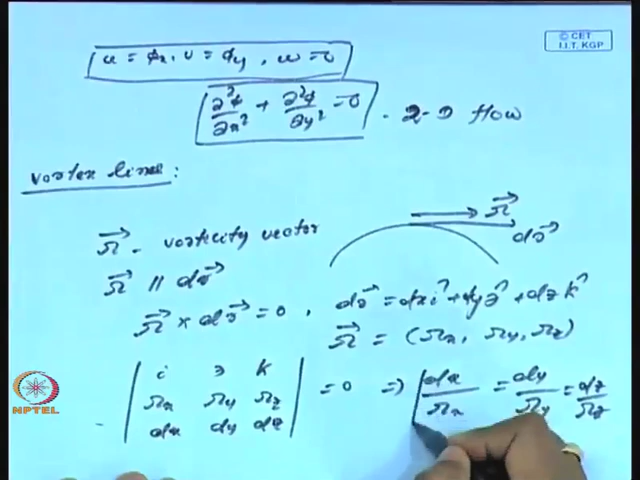 © CET
I.I.T. KGP
u = ϕx, v = ϕy, w = 0
∂²ϕ/∂x² + ∂²ϕ/∂y² = 0 - 2-D flow
vortex lines:
Ω⃗ - vorticity vector
Ω⃗
dr⃗
Ω⃗ // dr⃗
Ω⃗ × dr⃗ = 0, dr⃗ = dx î + dy ĵ + dz k̂
Ω⃗ = (Ωx, Ωy, Ωz)
| i j k |
| Ωx Ωy Ωz | = 0 => dx/Ωx = dy/Ωy = dz/Ωz
| dx dy dz |
NPTEL